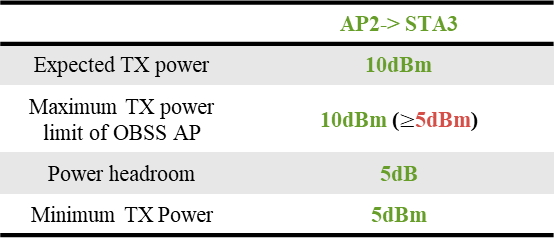 AP2-> STA3
Expected TX power 10dBm
Maximum TX power
limit of OBSS AP 10dBm (≥5dBm)
Power headroom 5dB
Minimum TX Power 5dBm